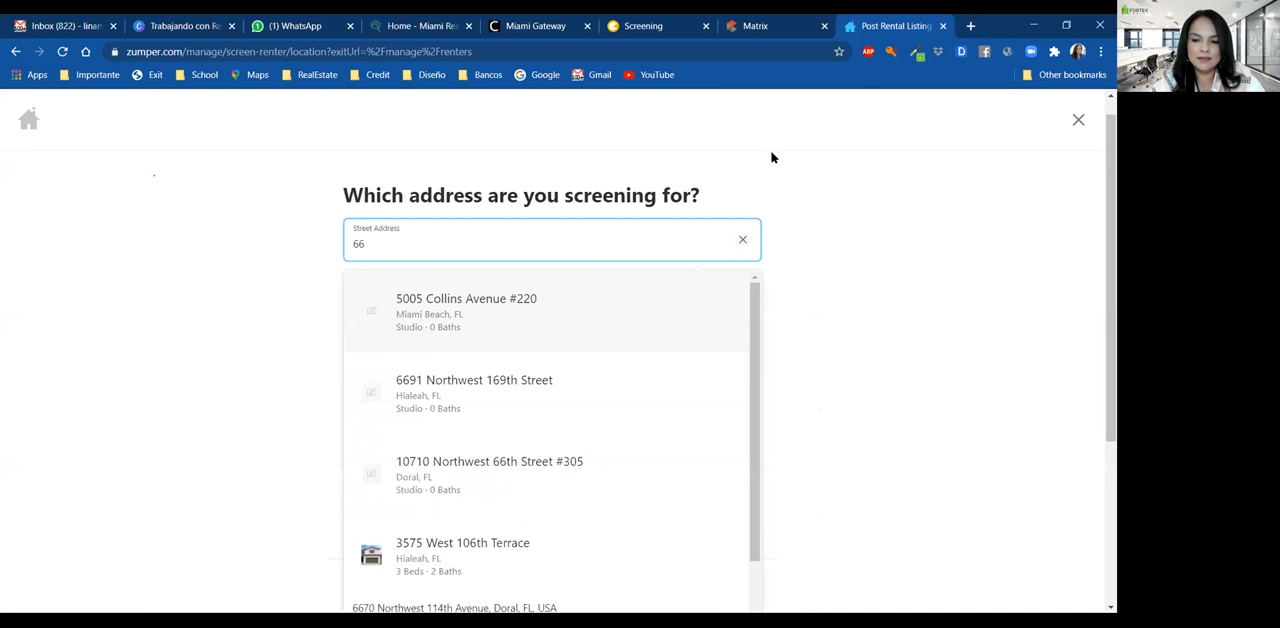 Inbox (822) - linan
Trabajando con Re
(1) WhatsApp
Home - Miami Rea
Miami Gateway
Screening
Matrix
Post Rental Listing
FORTEX
zumper.com/manage/screen-renter/location?exitUrl=%2Fmanage%2Frenters
ABP
Apps
Importante
Exit
School
Maps
RealEstate
Credit
Diseño
Bancos
Google
Gmail
YouTube
Other bookmarks
Which address are you screening for?
Street Address
66
5005 Collins Avenue #220
Miami Beach, FL
Studio · 0 Baths
6691 Northwest 169th Street
Hialeah, FL
Studio · 0 Baths
10710 Northwest 66th Street #305
Doral, FL
Studio · 0 Baths
3575 West 106th Terrace
Hialeah, FL
3 Beds · 2 Baths
6670 Northwest 114th Avenue, Doral, FL, USA